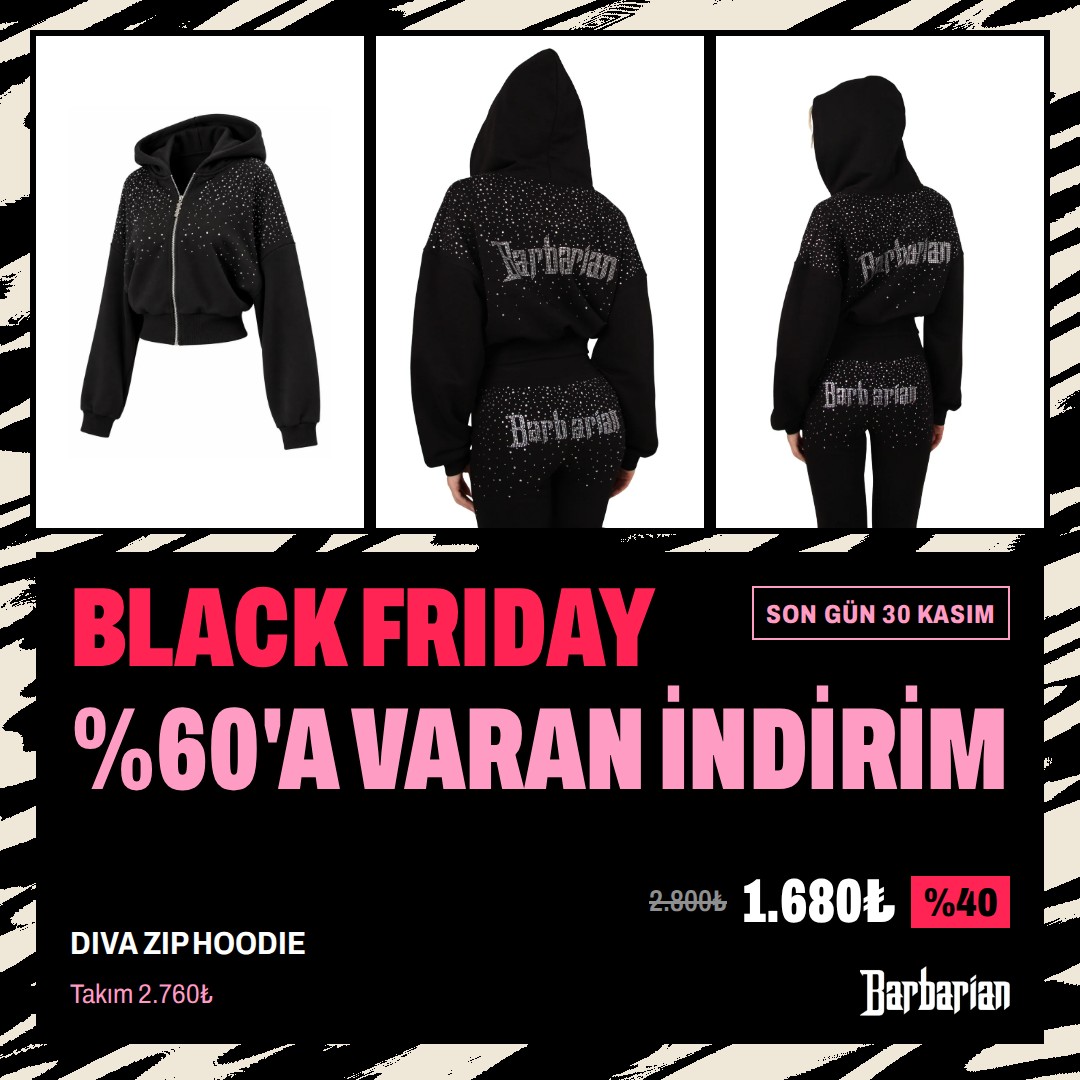 Barbarian
Barbarian
Barbarian
Barbarian
BLACK FRIDAY
SON GÜN 30 KASIM
%60'A VARAN İNDİRİM
2.800₺ 1.680₺ %40
DIVA ZIP HOODIE
Takım 2.760₺
Barbarian